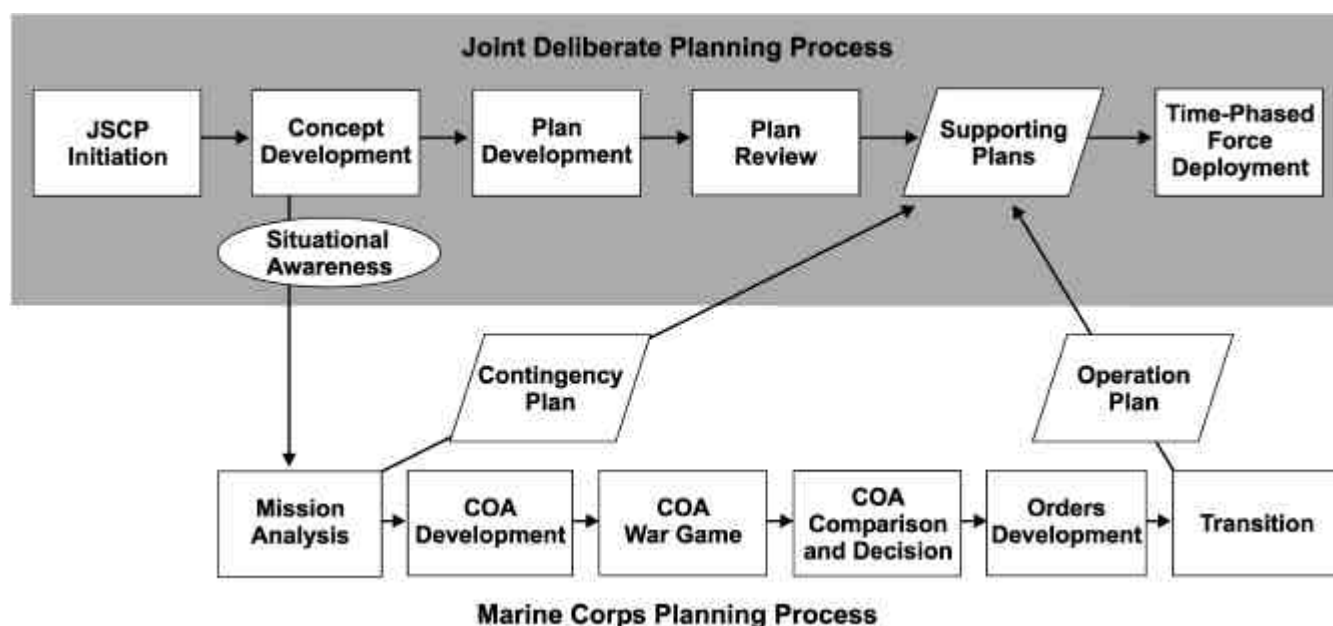 Joint Deliberate Planning Process
JSCP
Initiation
Concept
Development
Plan
Development
Plan
Review
Supporting
Plans
Time-Phased
Force
Deployment
Situational
Awareness
Contingency
Plan
Operation
Plan
Mission
Analysis
COA
Development
COA
War Game
COA
Comparison
and Decision
Orders
Development
Transition
Marine Corps Planning Process